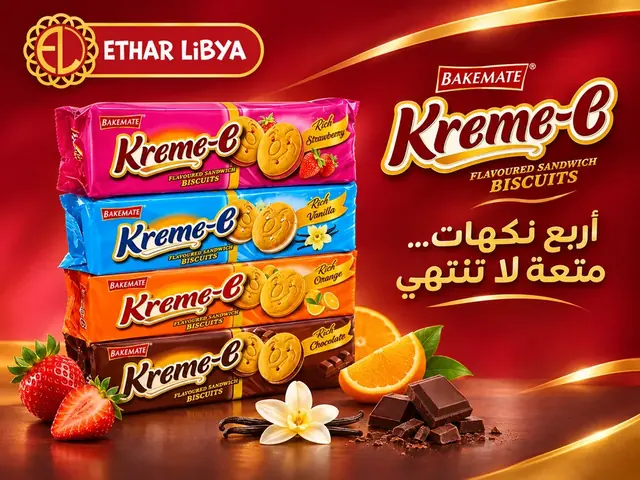 EL
ETHAR LiBYA
BAKEMATE®
Kreme-e
FLAVOURED SANDWICH
BISCUITS
أربع نكهات...
متعة لا تنتهي
BAKEMATE
Kreme-e
FLAVOURED SANDWICH
BISCUITS
Rich
Strawberry
BAKEMATE
Kreme-e
FLAVOURED SANDWICH
BISCUITS
Rich
Vanilla
BAKEMATE
Kreme-e
FLAVOURED SANDWICH
BISCUITS
Rich
Orange
BAKEMATE
Kreme-e
FLAVOURED SANDWICH
BISCUITS
Rich
Chocolate